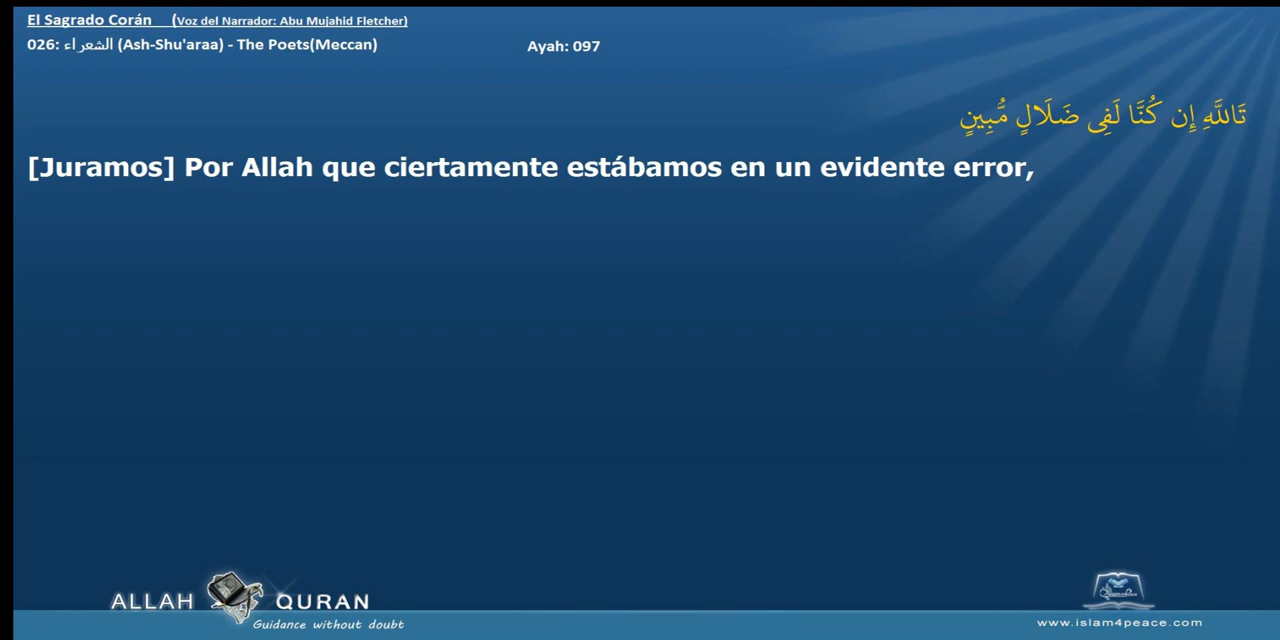 El Sagrado Corán (Voz del Narrador: Abu Mujahid Fletcher)
026: الشعراء (Ash-Shu'araa) - The Poets(Meccan) Ayah: 097
تَاللَّهِ إِن كُنَّا لَفِى ضَلَالٍ مُّبِينٍ
[Juramos] Por Allah que ciertamente estábamos en un evidente error,
ALLAH QURAN
Guidance without doubt
www.islam4peace.com